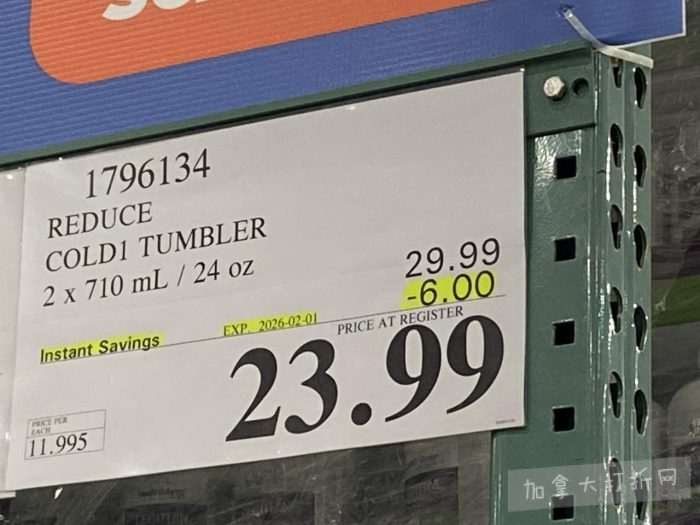 1796134
REDUCE
COLD1 TUMBLER
2 x 710 mL / 24 oz
29.99
-6.00
Instant Savings
EXP. 2026-02-01
PRICE AT REGISTER
23.99
PRICE PER
EACH
11.995
加拿大打折网